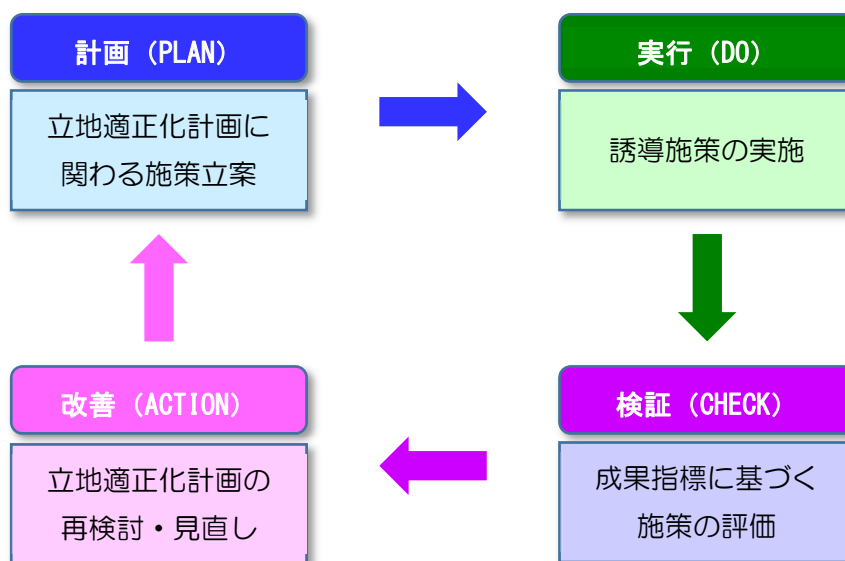 計画（PLAN）
立地適正化計画に
関わる施策立案
実行（DO）
誘導施策の実施
改善（ACTION）
立地適正化計画の
再検討・見直し
検証（CHECK）
成果指標に基づく
施策の評価